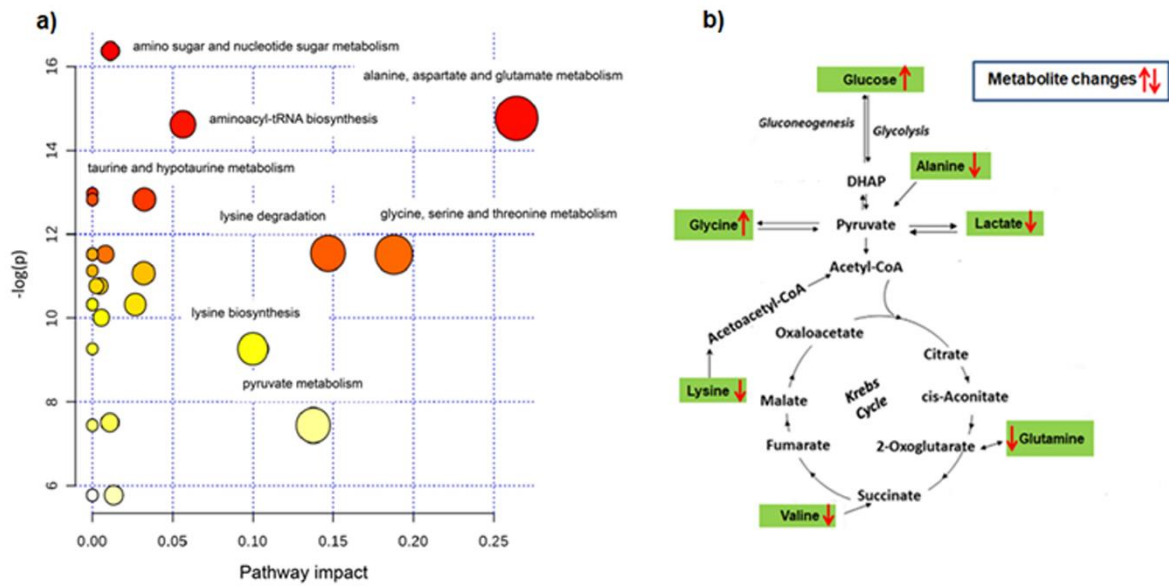 a)
amino sugar and nucleotide sugar metabolism
alanine, aspartate and glutamate metabolism
aminoacyl-tRNA biosynthesis
taurine and hypotaurine metabolism
lysine degradation
glycine, serine and threonine metabolism
lysine biosynthesis
pyruvate metabolism
-log(p)
16
14
12
10
8
6
0.00 0.05 0.10 0.15 0.20 0.25
Pathway impact
b)
Metabolite changes
Glucose
Gluconeogenesis
Glycolysis
Alanine
DHAP
Glycine
Pyruvate
Lactate
Acetyl-CoA
Acetoacetyl-CoA
Oxaloacetate
Citrate
Lysine
Malate
Krebs
Cycle
cis-Aconitate
Fumarate
2-Oxoglutarate
Glutamine
Succinate
Valine